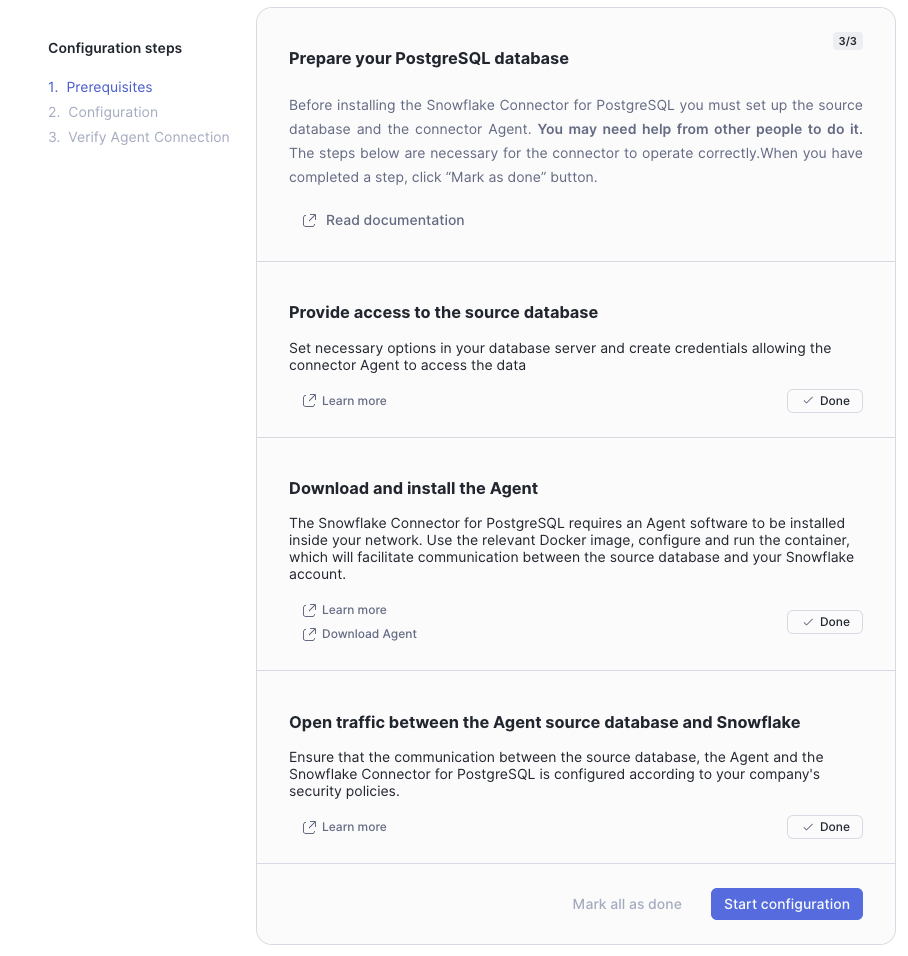 Configuration steps
1. Prerequisites
2. Configuration
3. Verify Agent Connection
3/3
Prepare your PostgreSQL database
Before installing the Snowflake Connector for PostgreSQL you must set up the source
database and the connector Agent. You may need help from other people to do it.
The steps below are necessary for the connector to operate correctly.When you have
completed a step, click “Mark as done” button.
Read documentation
Provide access to the source database
Set necessary options in your database server and create credentials allowing the
connector Agent to access the data
Learn more
Done
Download and install the Agent
The Snowflake Connector for PostgreSQL requires an Agent software to be installed
inside your network. Use the relevant Docker image, configure and run the container,
which will facilitate communication between the source database and your Snowflake
account.
Learn more
Download Agent
Done
Open traffic between the Agent source database and Snowflake
Ensure that the communication between the source database, the Agent and the
Snowflake Connector for PostgreSQL is configured according to your company's
security policies.
Learn more
Done
Mark all as done
Start configuration